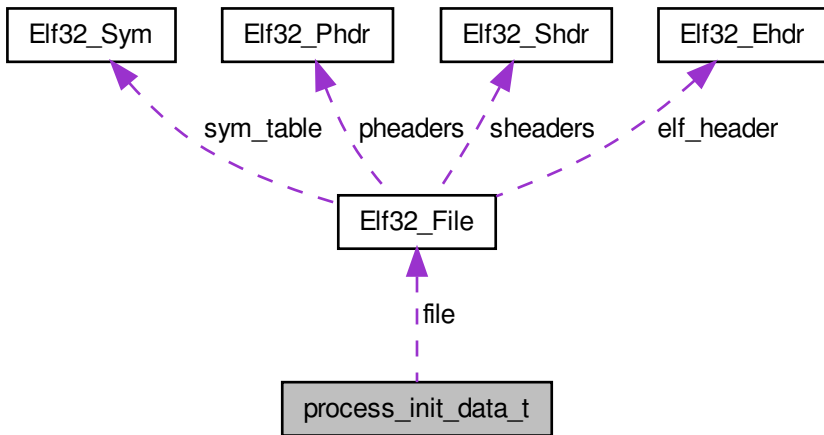 Elf32_Sym Elf32_Phdr Elf32_Shdr Elf32_Ehdr
sym_table pheaders sheaders elf_header
Elf32_File
file
process_init_data_t